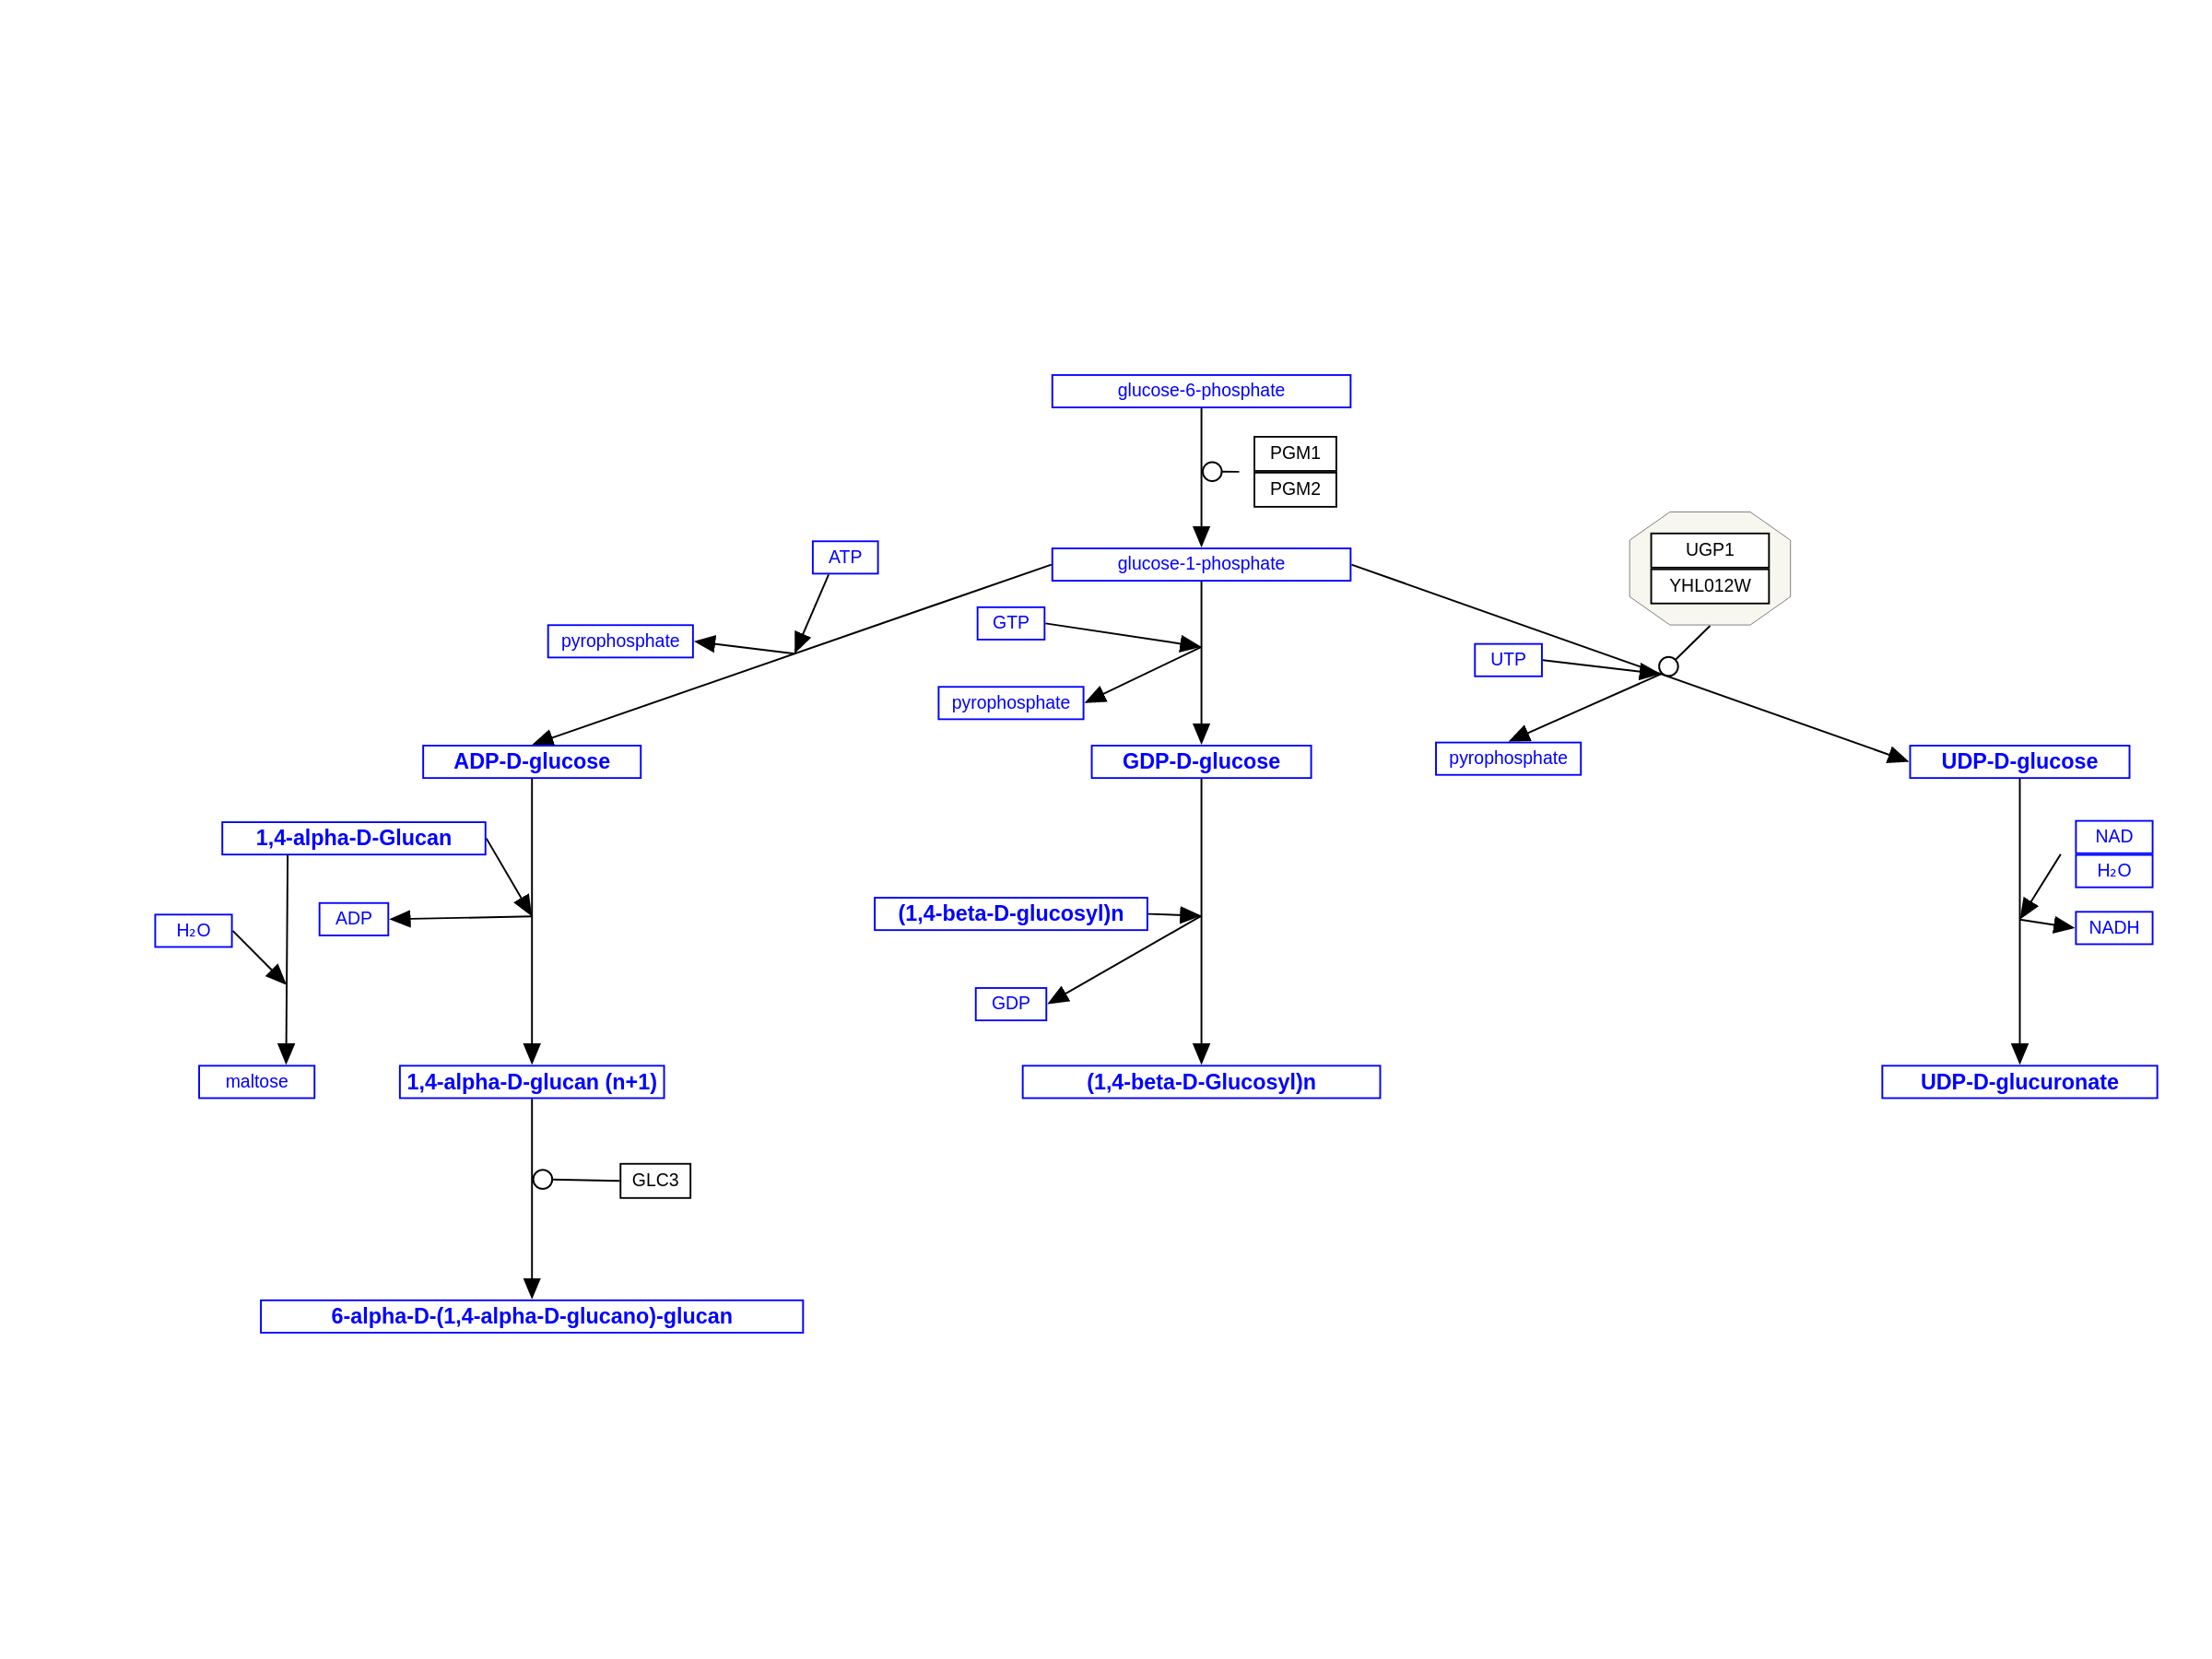 glucose-6-phosphate
PGM1
PGM2
UGP1
ATP
glucose-1-phosphate
YHL012W
GTP
pyrophosphate
UTP
pyrophosphate
ADP-D-glucose
GDP-D-glucose
pyrophosphate
UDP-D-glucose
1,4-alpha-D-Glucan
NAD
H₂O
ADP
(1,4-beta-D-glucosyl)n
H₂O
NADH
GDP
maltose
1,4-alpha-D-glucan (n+1)
(1,4-beta-D-Glucosyl)n
UDP-D-glucuronate
GLC3
6-alpha-D-(1,4-alpha-D-glucano)-glucan